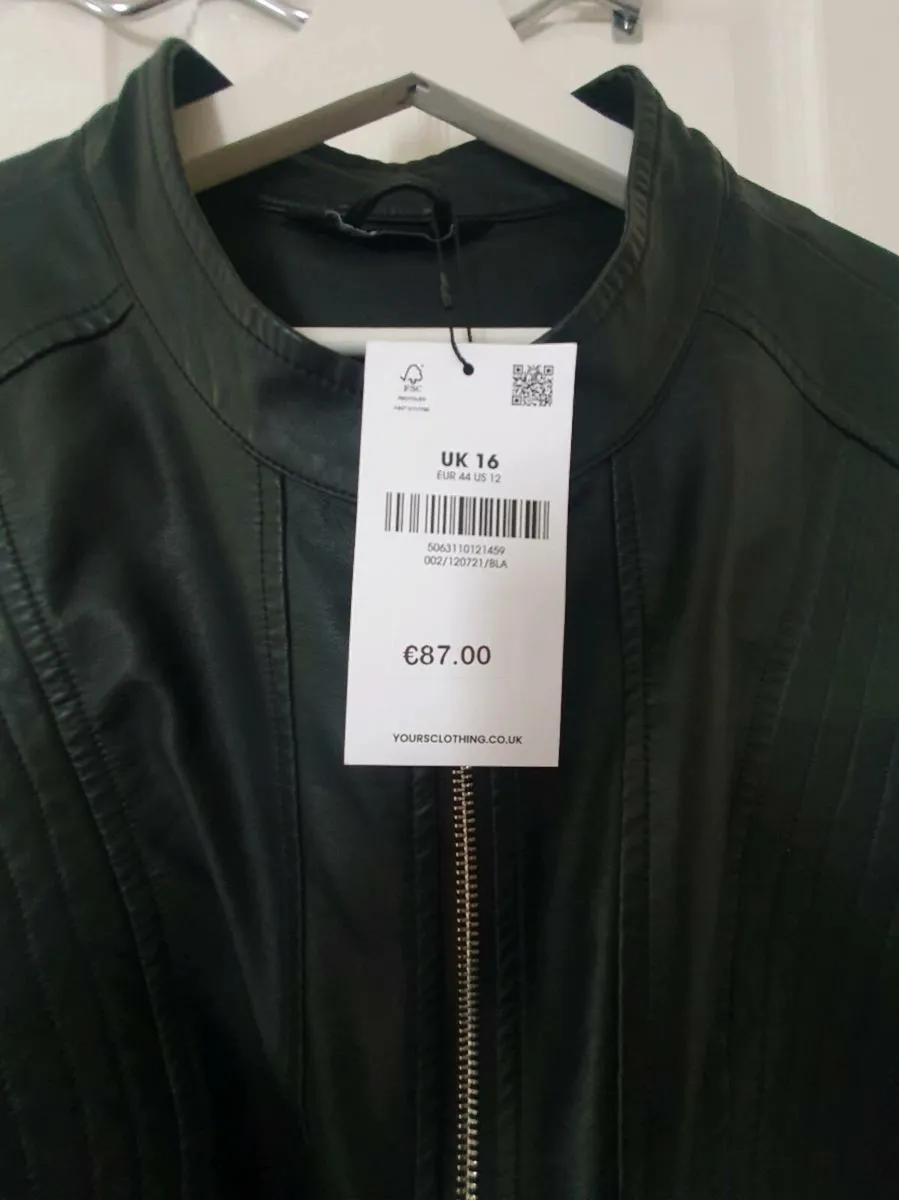 FSC
UK 16
EUR 44 US 12
5063110121459
002/120721/BLA
€87.00
YOURSCLOTHING.CO.UK